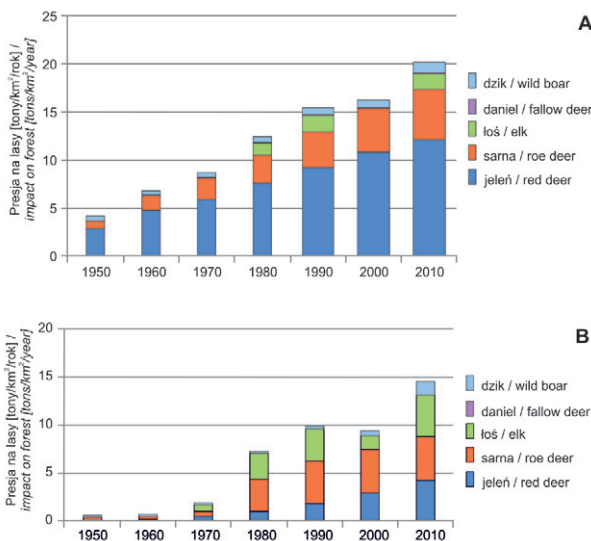 A
Presja na lasy [tony/km²/rok] /
impact on forest [tons/km²/year]
25
20
15
10
5
0
1950 1960 1970 1980 1990 2000 2010
dzik / wild boar
daniel / fallow deer
łoś / elk
sarna / roe deer
jeleń / red deer
B
Presja na lasy [tony/km²/rok] /
impact on forest [tons/km²/year]
20
15
10
5
0
1950 1960 1970 1980 1990 2000 2010
dzik / wild boar
daniel / fallow deer
łoś / elk
sarna / roe deer
jeleń / red deer